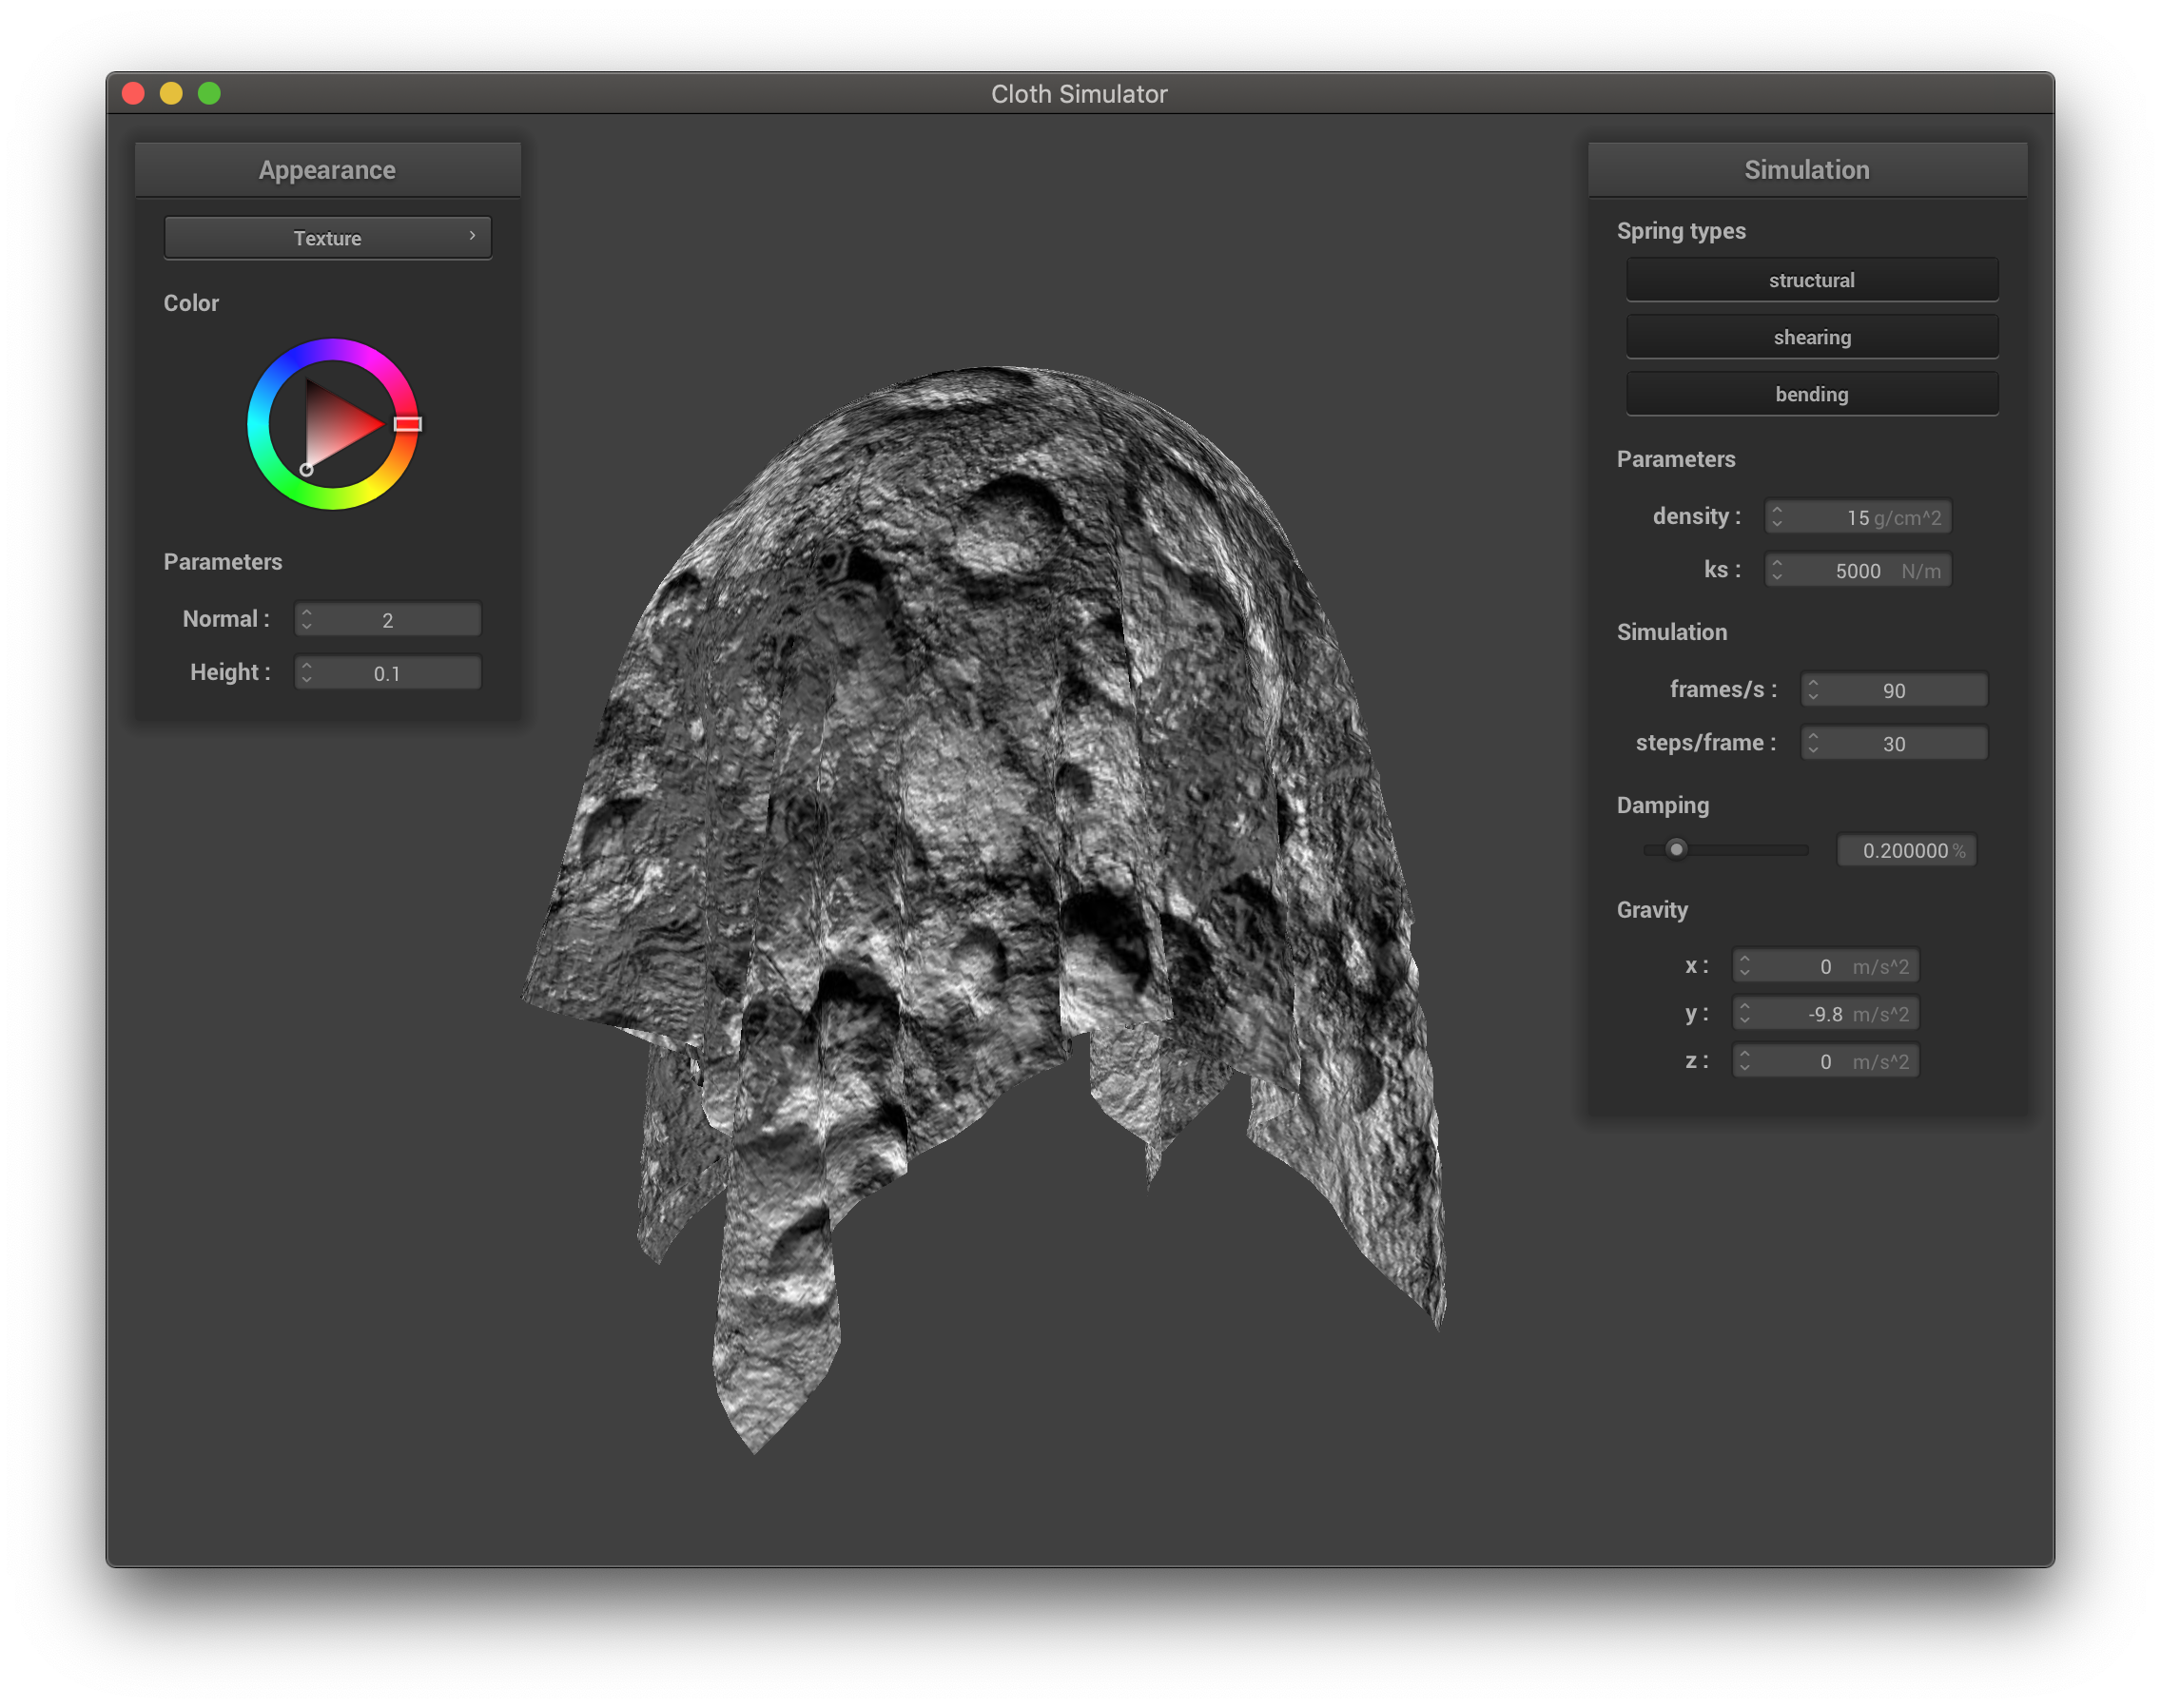 Cloth Simulator
Appearance
Texture
Color
Parameters
Normal : 2
Height : 0.1
Simulation
Spring types
structural
shearing
bending
Parameters
density : 15 g/cm^2
ks : 5000 N/m
Simulation
frames/s : 90
steps/frame : 30
Damping
0.200000 %
Gravity
x : 0 m/s^2
y : -9.8 m/s^2
z : 0 m/s^2